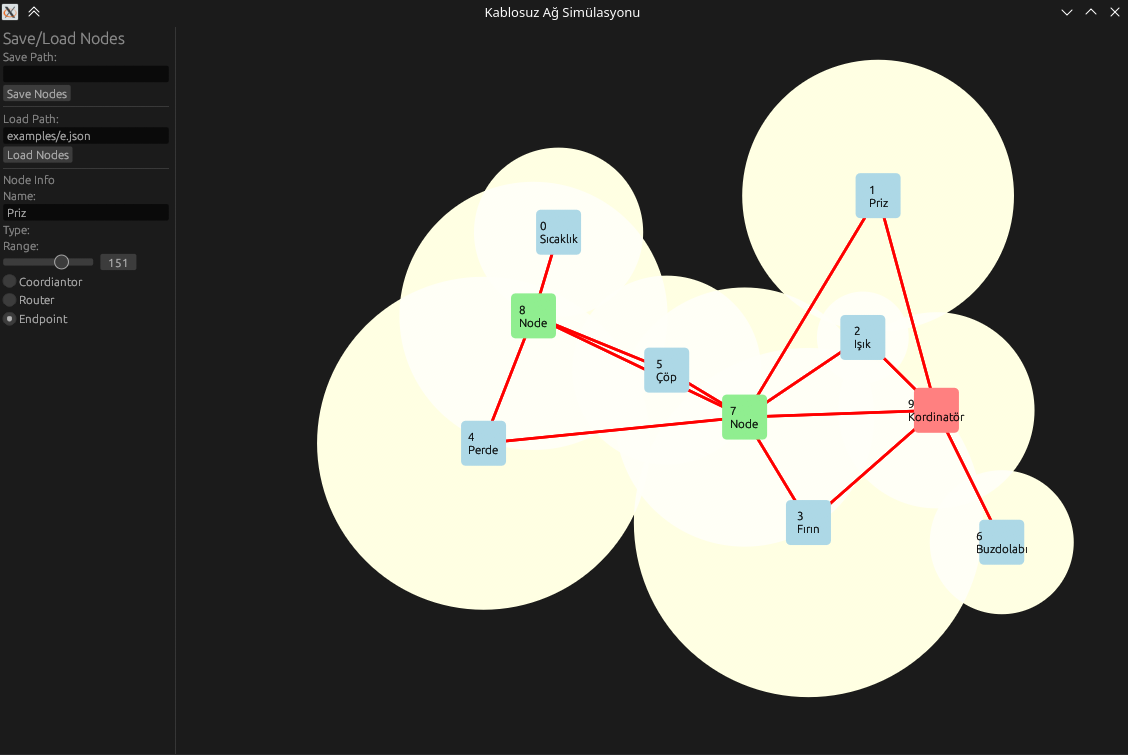 Kablosuz Ağ Simülasyonu
Save/Load Nodes
Save Path:
Save Nodes
Load Path:
examples/e.json
Load Nodes
Node Info
Name:
Priz
Type:
Range:
151
Coordiantor
Router
Endpoint
1
Priz
0
Sıcaklık
8
Node
2
Işık
5
Çöp
7
Node
9
Kordinatör
4
Perde
3
Fırın
6
Buzdolabı